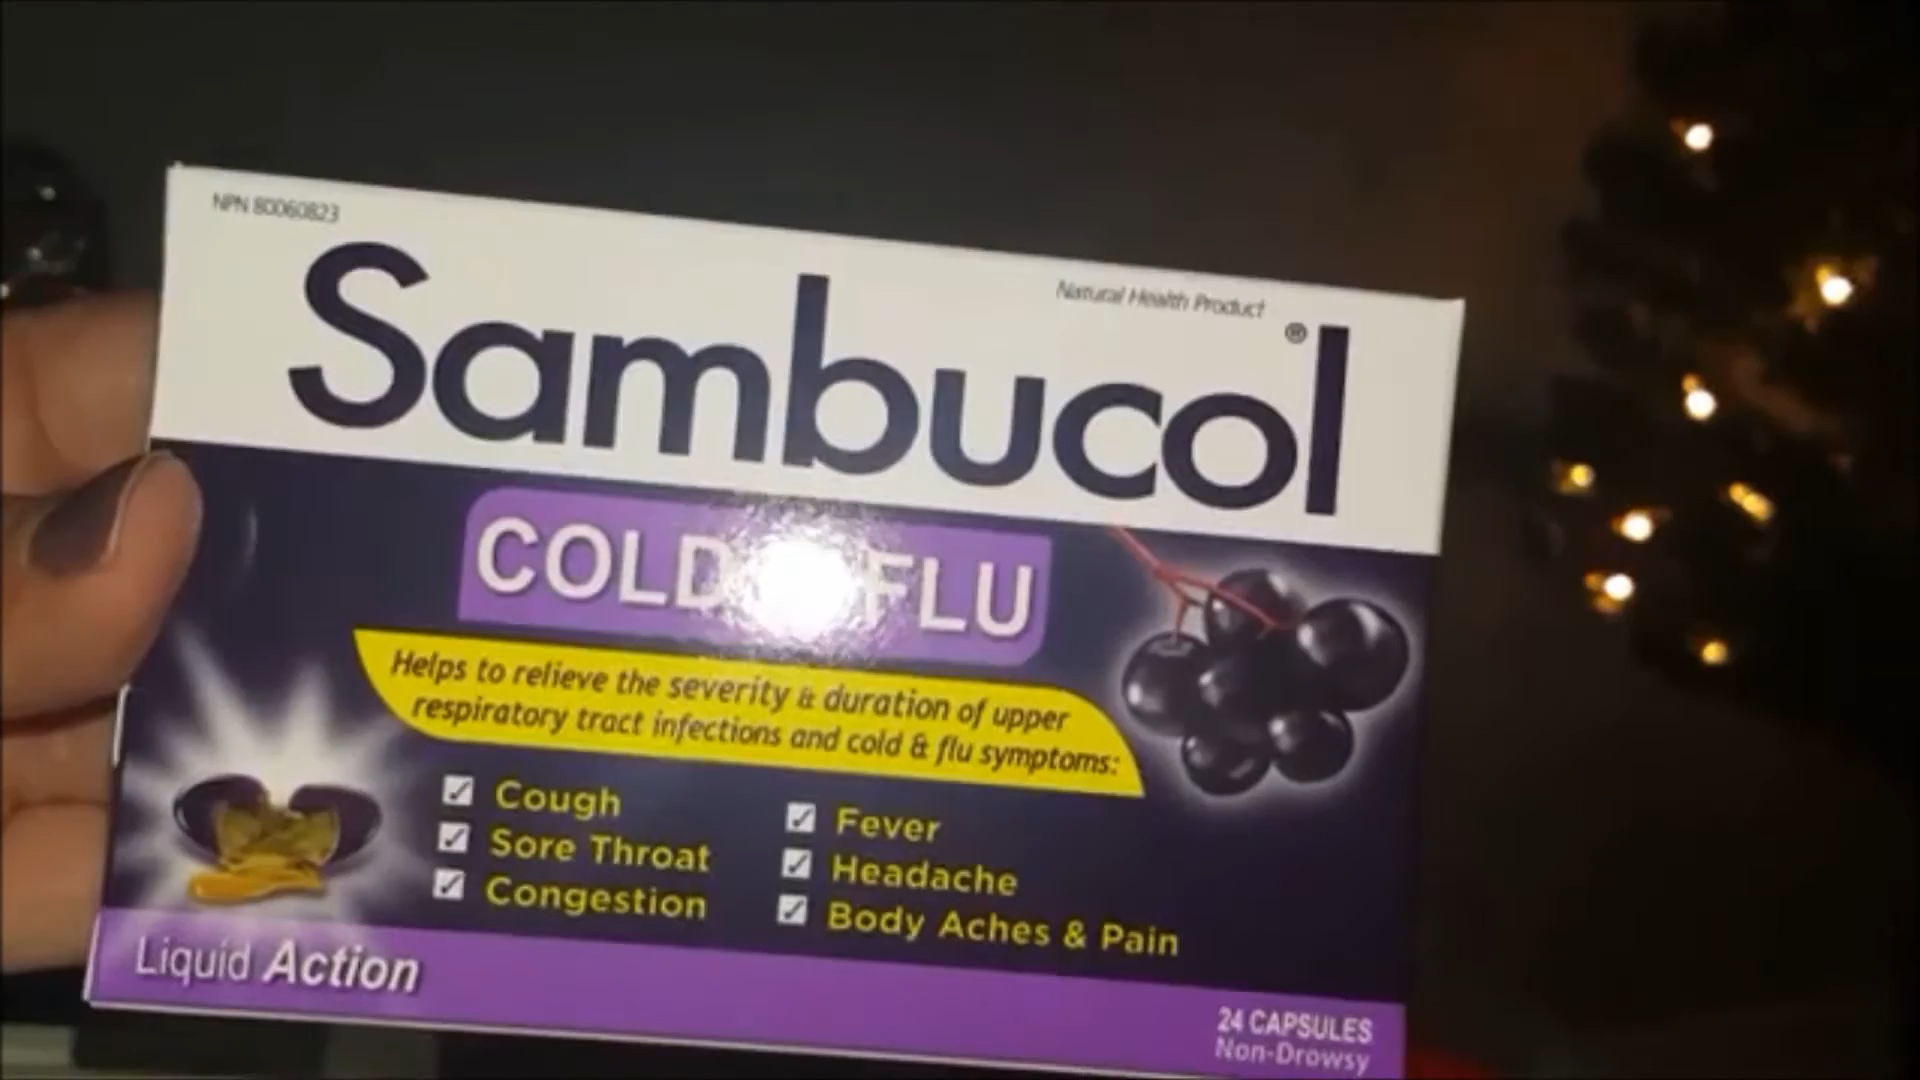 NPN 80060823
Natural Health Product
Sambucol®
COLD FLU
Helps to relieve the severity & duration of upper
respiratory tract infections and cold & flu symptoms:
Cough
Sore Throat
Congestion
Fever
Headache
Body Aches & Pain
Liquid Action
24 CAPSULES
Non-Drowsy